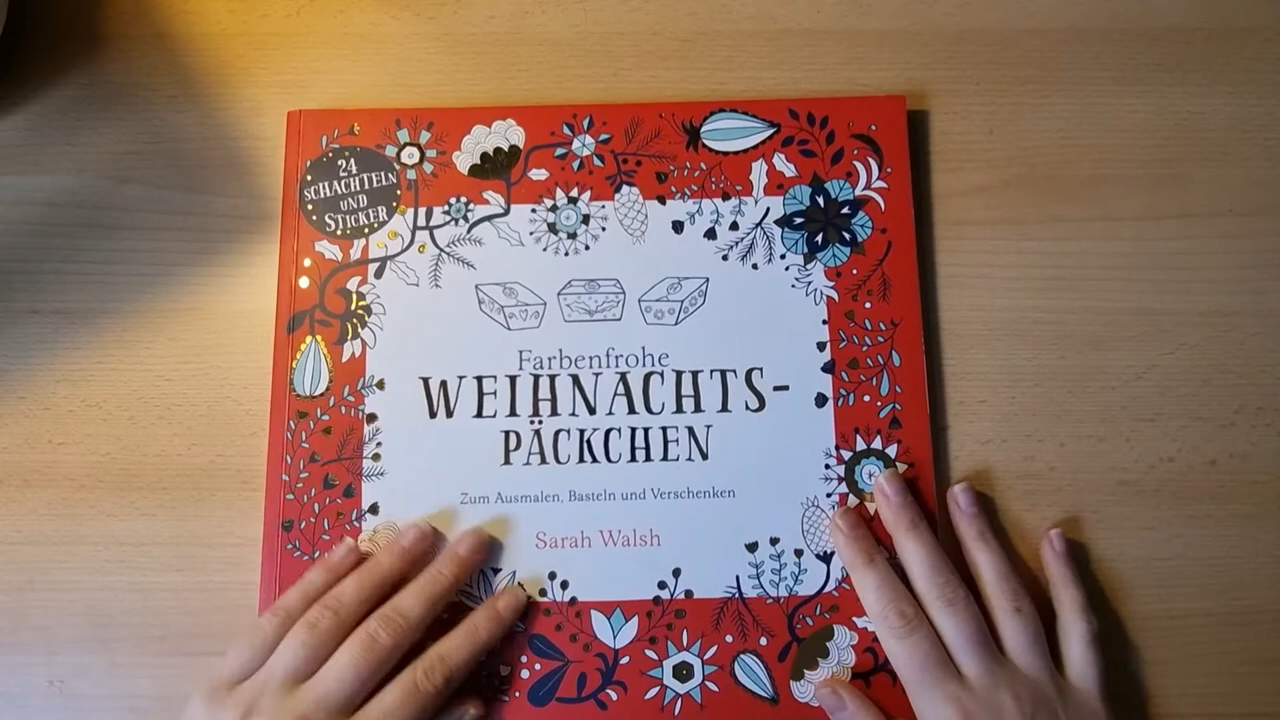 24
SCHACHTELN
UND
STICKER
Farbenfrohe
WEIHNACHTS-
PÄCKCHEN
Zum Ausmalen, Basteln und Verschenken
Sarah Walsh